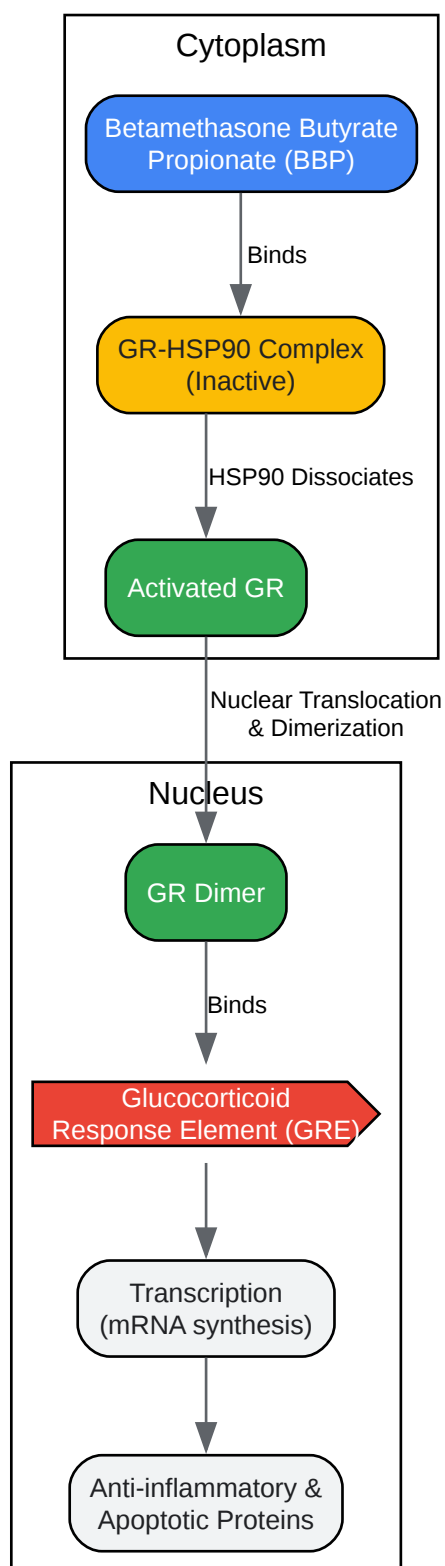 Cytoplasm
Betamethasone Butyrate
Propionate (BBP)
Binds
GR-HSP90 Complex
(Inactive)
HSP90 Dissociates
Activated GR
Nuclear Translocation
& Dimerization
Nucleus
GR Dimer
Binds
Glucocorticoid
Response Element (GRE)
Transcription
(mRNA synthesis)
Anti-inflammatory &
Apoptotic Proteins